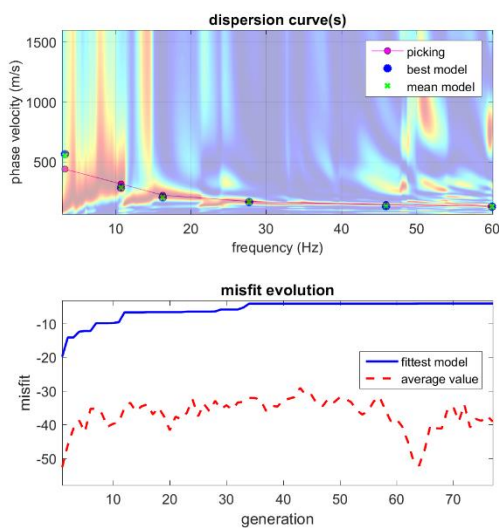 dispersion curve(s)
1500
1000
500
phase velocity (m/s)
picking
best model
mean model
10 20 30 40 50 60
frequency (Hz)
misfit evolution
-10
-20
-30
-40
-50
misfit
fittest model
average value
10 20 30 40 50 60 70
generation